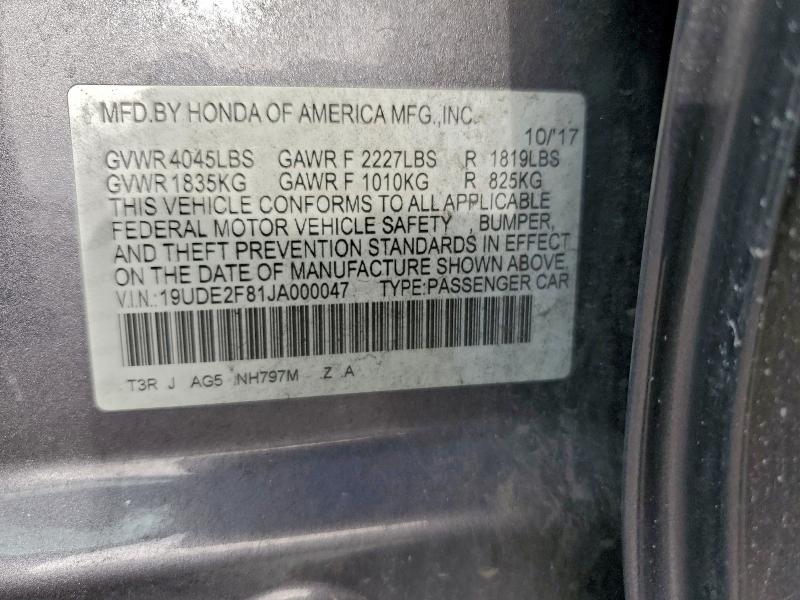 MFD.BY HONDA OF AMERICA MFG.,INC.
10/'17
GVWR 4045LBS GAWR F 2227LBS R 1819LBS
GVWR 1835KG GAWR F 1010KG R 825KG
THIS VEHICLE CONFORMS TO ALL APPLICABLE
FEDERAL MOTOR VEHICLE SAFETY , BUMPER,
AND THEFT PREVENTION STANDARDS IN EFFECT
ON THE DATE OF MANUFACTURE SHOWN ABOVE.
V.I.N.:19UDE2F81JA000047 TYPE:PASSENGER CAR
T3R J AG5 NH797M Z A